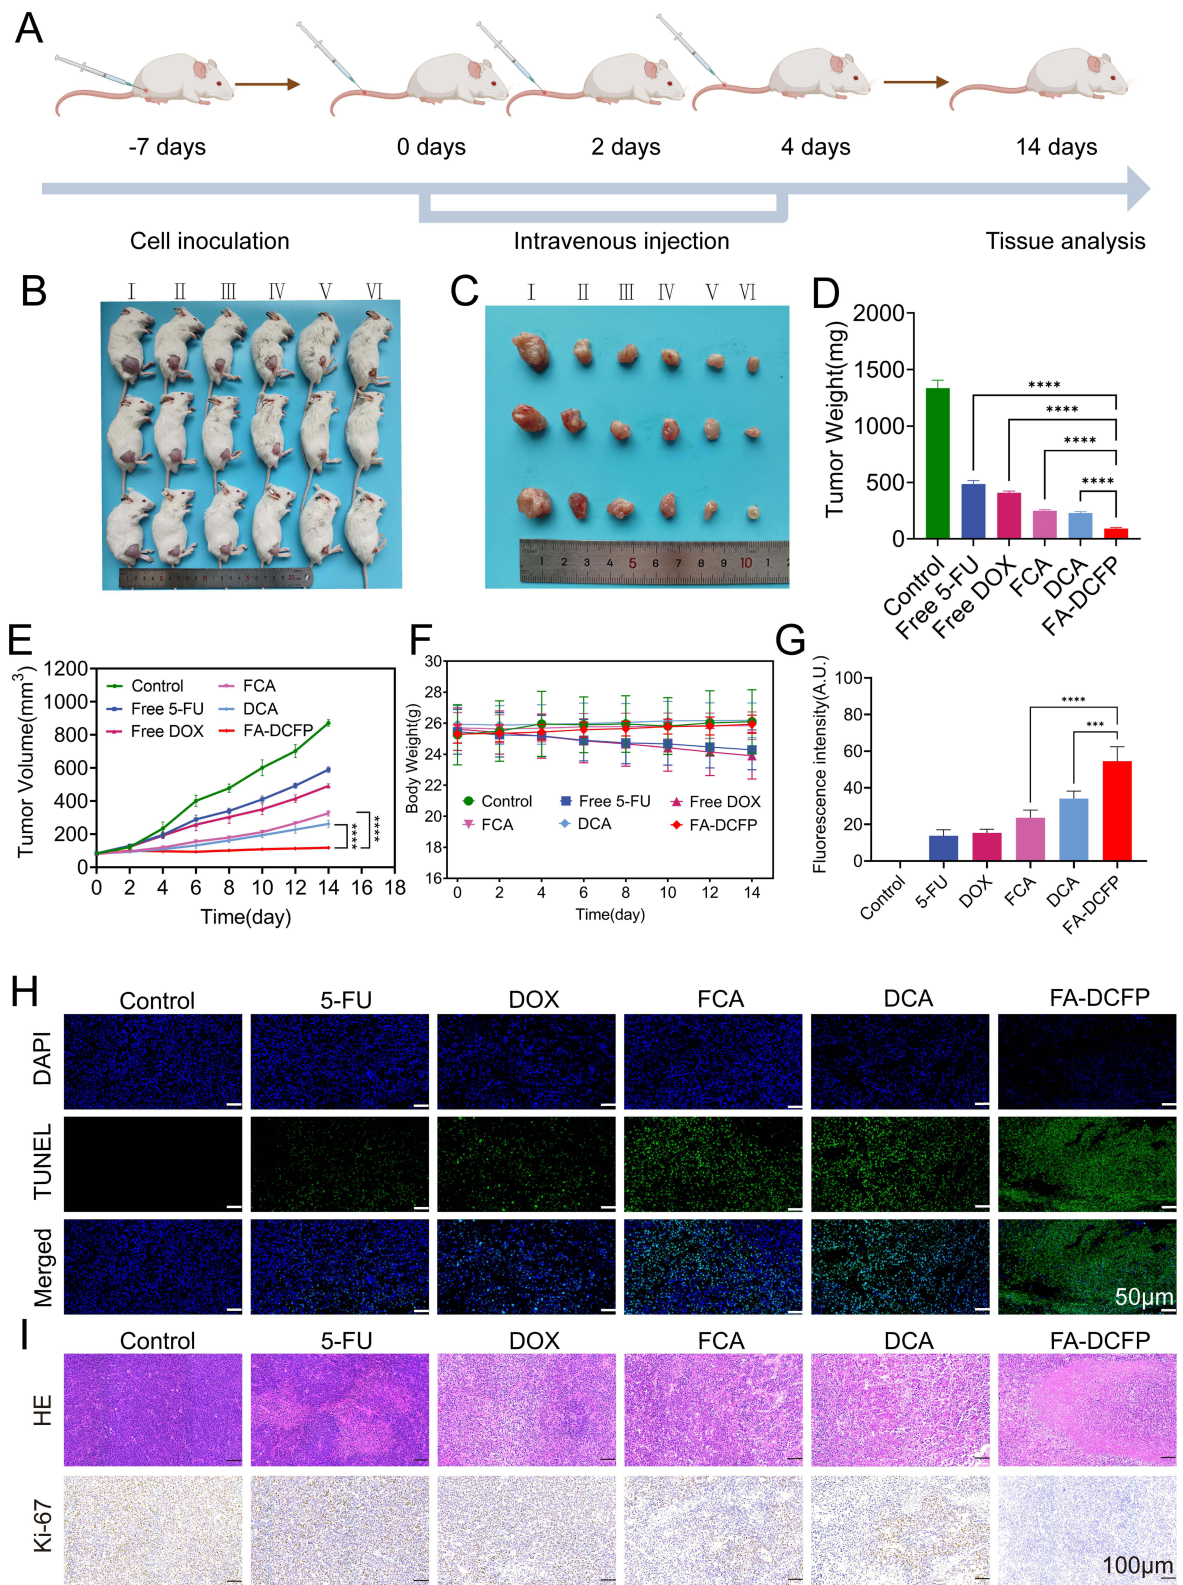 A
-7 days
0 days
2 days
4 days
14 days
Cell inoculation
Intravenous injection
Tissue analysis
B
I II III IV V VI
C
I II III IV V VI
1 2 3 4 5 6 7 8 9 10 1
D
Tumor Weight(mg)
2000
1500
1000
500
0
****
****
****
****
Control
Free 5-FU
Free DOX
FCA
DCA
FA-DCFP
E
Tumor Volume(mm³)
1200
1000
800
600
400
200
0
Control
Free 5-FU
Free DOX
FCA
DCA
FA-DCFP
****
****
0 2 4 6 8 10 12 14 16 18
Time(day)
F
Body Weight(g)
30
28
26
24
22
20
18
16
Control
Free 5-FU
Free DOX
FCA
DCA
FA-DCFP
0 2 4 6 8 10 12 14
Time(day)
G
Fluorescence intensity(A.U.)
100
80
60
40
20
0
****
***
Control
5-FU
DOX
FCA
DCA
FA-DCFP
H
Control 5-FU DOX FCA DCA FA-DCFP
DAPI
TUNEL
Merged
50μm
I
Control 5-FU DOX FCA DCA FA-DCFP
HE
Ki-67
100μm